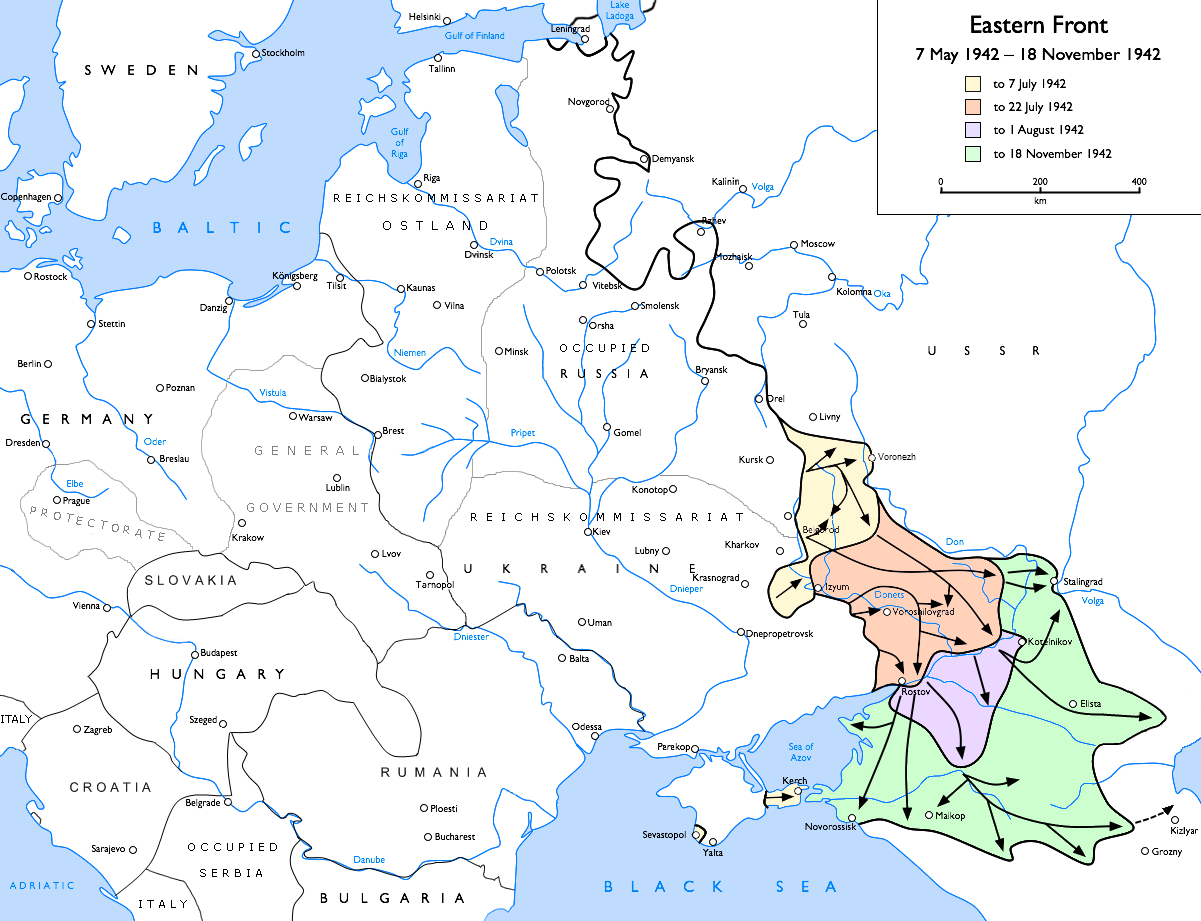 Eastern Front
7 May 1942 – 18 November 1942
to 7 July 1942
to 22 July 1942
to 1 August 1942
to 18 November 1942
0 200 400
km
Lake
Ladoga
Helsinki
Gulf of Finland
Leningrad
Stockholm
SWEDEN
Tallinn
Novgorod
Gulf
of
Riga
Demyansk
Riga
Kalinin
Volga
Copenhagen
REICHSKOMMISSARIAT
OSTLAND
BALTIC
Rzhev
Dvina
Dvinsk
Moscow
Mozhaisk
Rostock
Königsberg
Tilsit
Polotsk
Vitebsk
Kaunas
Kolomna
Oka
Danzig
Vilna
Smolensk
Stettin
Orsha
Tula
Minsk
OCCUPIED
RUSSIA
USSR
Niemen
Berlin
Bialystok
Bryansk
Poznan
Vistula
Orel
GERMANY
Warsaw
Livny
Brest
Pripet
Gomel
Dresden
Oder
GENERAL
GOVERNMENT
Breslau
Kursk
Voronezh
Elbe
Prague
PROTECTORATE
Lublin
Konotop
REICHSKOMMISSARIAT
UKRAINE
Krakow
Kiev
Belgorod
Don
Lvov
Lubny
Kharkov
SLOVAKIA
Tarnopol
Krasnograd
Dnieper
Izyum
Donets
Stalingrad
Volga
Vienna
Voroshilovgrad
Uman
Dnepropetrovsk
Dniester
Kotelnikov
Budapest
Balta
HUNGARY
Rostov
Elista
ITALY
Szeged
Zagreb
Odessa
Perekop
Sea of
Azov
RUMANIA
Kerch
CROATIA
Belgrade
Ploesti
Maikop
Novorossisk
Bucharest
Sevastopol
Yalta
Kizlyar
Grozny
Sarajevo
OCCUPIED
SERBIA
Danube
ADRIATIC
ITALY
BULGARIA
BLACK SEA